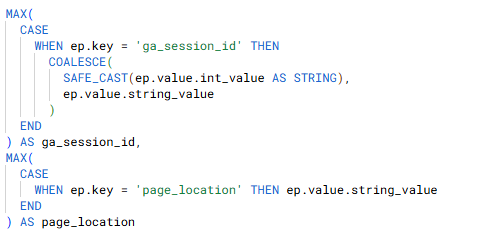 MAX(
  CASE
    WHEN ep.key = 'ga_session_id' THEN
      COALESCE(
        SAFE_CAST(ep.value.int_value AS STRING),
        ep.value.string_value
      )
  END
) AS ga_session_id,
MAX(
  CASE
    WHEN ep.key = 'page_location' THEN ep.value.string_value
  END
) AS page_location